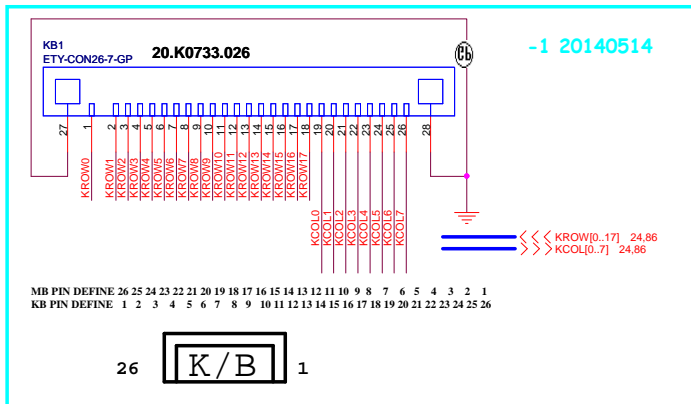 KB1
ETY-CON26-7-GP
20.K0733.026
-1 20140514
27
1
2
3
4
5
6
7
8
9
10
11
12
13
14
15
16
17
18
19
20
21
22
23
24
25
26
28
KROW0
KROW1
KROW2
KROW3
KROW4
KROW5
KROW6
KROW7
KROW8
KROW9
KROW10
KROW11
KROW12
KROW13
KROW14
KROW15
KROW16
KROW17
KCOL0
KCOL1
KCOL2
KCOL3
KCOL4
KCOL5
KCOL6
KCOL7
KROW[0..17] 24,86
KCOL[0..7] 24,86
MB PIN DEFINE 26 25 24 23 22 21 20 19 18 17 16 15 14 13 12 11 10 9 8 7 6 5 4 3 2 1
KB PIN DEFINE 1 2 3 4 5 6 7 8 9 10 11 12 13 14 15 16 17 18 19 20 21 22 23 24 25 26
26 K/B 1